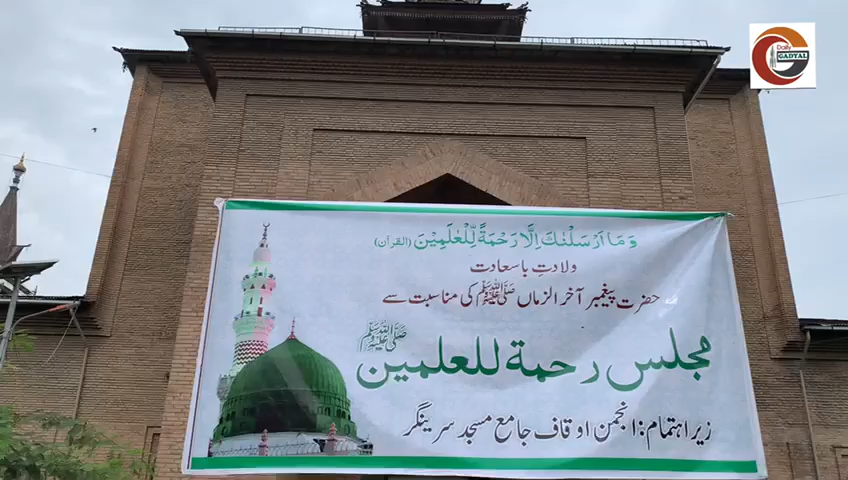 Daily
GADYAL
وَمَا اَرْسَلْنٰكَ اِلَّا رَحْمَةً لِّلْعٰلَمِيْنَ (القرآن)
ولادتِ باسعادت
حضرت پیغمبر آخر الزماں ﷺ کی مناسبت سے
مجلس رحمة للعلمین ﷺ
زیر اہتمام: انجمن اوقاف جامع مسجد سرینگر